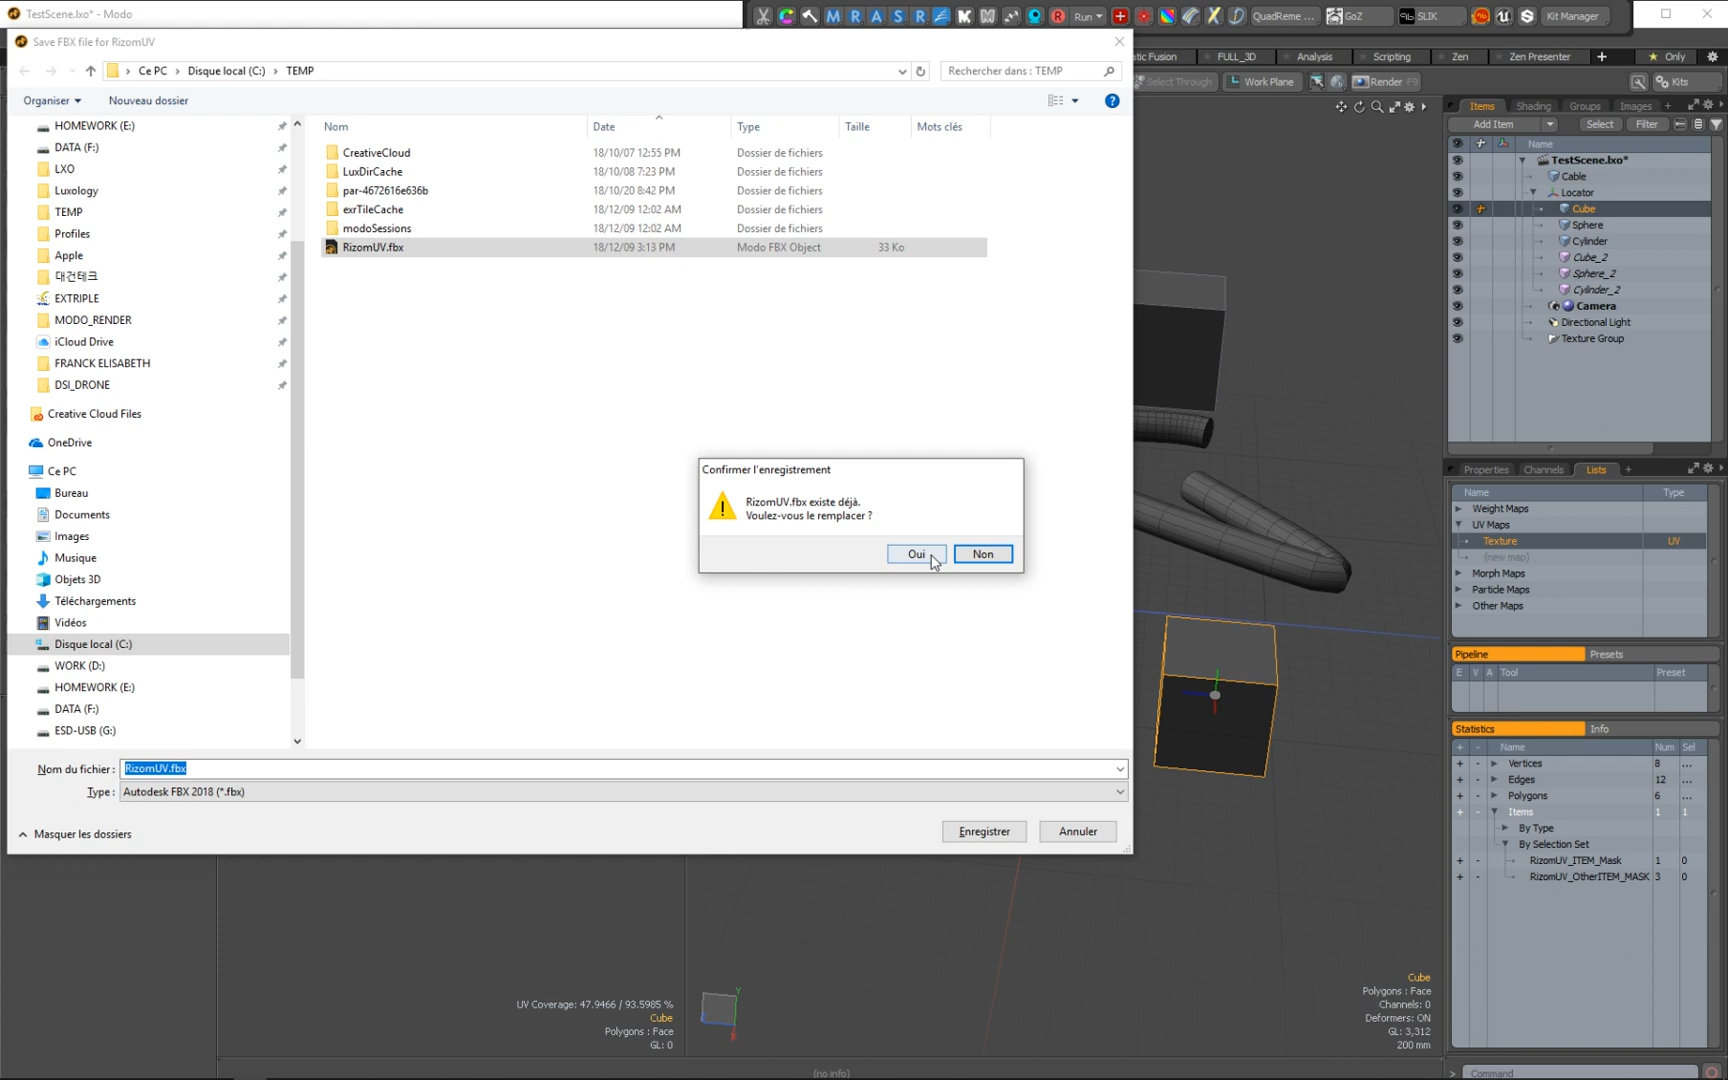 TestScene.lxo* - Modo
Run
QuadReme ...
GoZ
SLIK
Kit Manager
Save FBX file for RizomUV
Ce PC > Disque local (C:) > TEMP
Rechercher dans : TEMP
tic Fusion
FULL_3D
Analysis
Scripting
Zen
Zen Presenter
Only
Select Through
Work Plane
Render F9
Kits
Organiser
Nouveau dossier
HOMEWORK (E:)
DATA (F:)
LXO
Luxology
TEMP
Profiles
Apple
대건테크
EXTRIPLE
MODO_RENDER
iCloud Drive
FRANCK ELISABETH
DSI_DRONE
Creative Cloud Files
OneDrive
Ce PC
Bureau
Documents
Images
Musique
Objets 3D
Téléchargements
Vidéos
Disque local (C:)
WORK (D:)
HOMEWORK (E:)
DATA (F:)
ESD-USB (G:)
Nom Date Type Taille Mots clés
CreativeCloud 18/10/07 12:55 PM Dossier de fichiers
LuxDirCache 18/10/08 7:23 PM Dossier de fichiers
par-4672616e636b 18/10/20 8:42 PM Dossier de fichiers
exrTileCache 18/12/09 12:02 AM Dossier de fichiers
modoSessions 18/12/09 12:02 AM Dossier de fichiers
RizomUV.fbx 18/12/09 3:13 PM Modo FBX Object 33 Ko
Confirmer l'enregistrement
RizomUV.fbx existe déjà.
Voulez-vous le remplacer ?
Oui
Non
Nom du fichier : RizomUV.fbx
Type : Autodesk FBX 2018 (*.fbx)
Masquer les dossiers
Enregistrer
Annuler
Items
Shading
Groups
Images
Add Item
Select
Filter
Name
TestScene.lxo*
Cable
Locator
Cube
Sphere
Cylinder
Cube_2
Sphere_2
Cylinder_2
Camera
Directional Light
Texture Group
Properties
Channels
Lists
Name Type
Weight Maps
UV Maps
Texture UV
(new map)
Morph Maps
Particle Maps
Other Maps
Pipeline
Presets
E V A Tool Preset
Statistics
Info
Name Num Sel
Vertices 8 ...
Edges 12 ...
Polygons 6 ...
Items 1 1
By Type
By Selection Set
RizomUV_ITEM_Mask 1 0
RizomUV_OtherITEM_MASK 3 0
UV Coverage: 47.9466 / 93.5985 %
Cube
Polygons : Face
GL: 0
Y
X
Cube
Polygons : Face
Channels: 0
Deformers: ON
GL: 3,312
200 mm
(no info)
Command